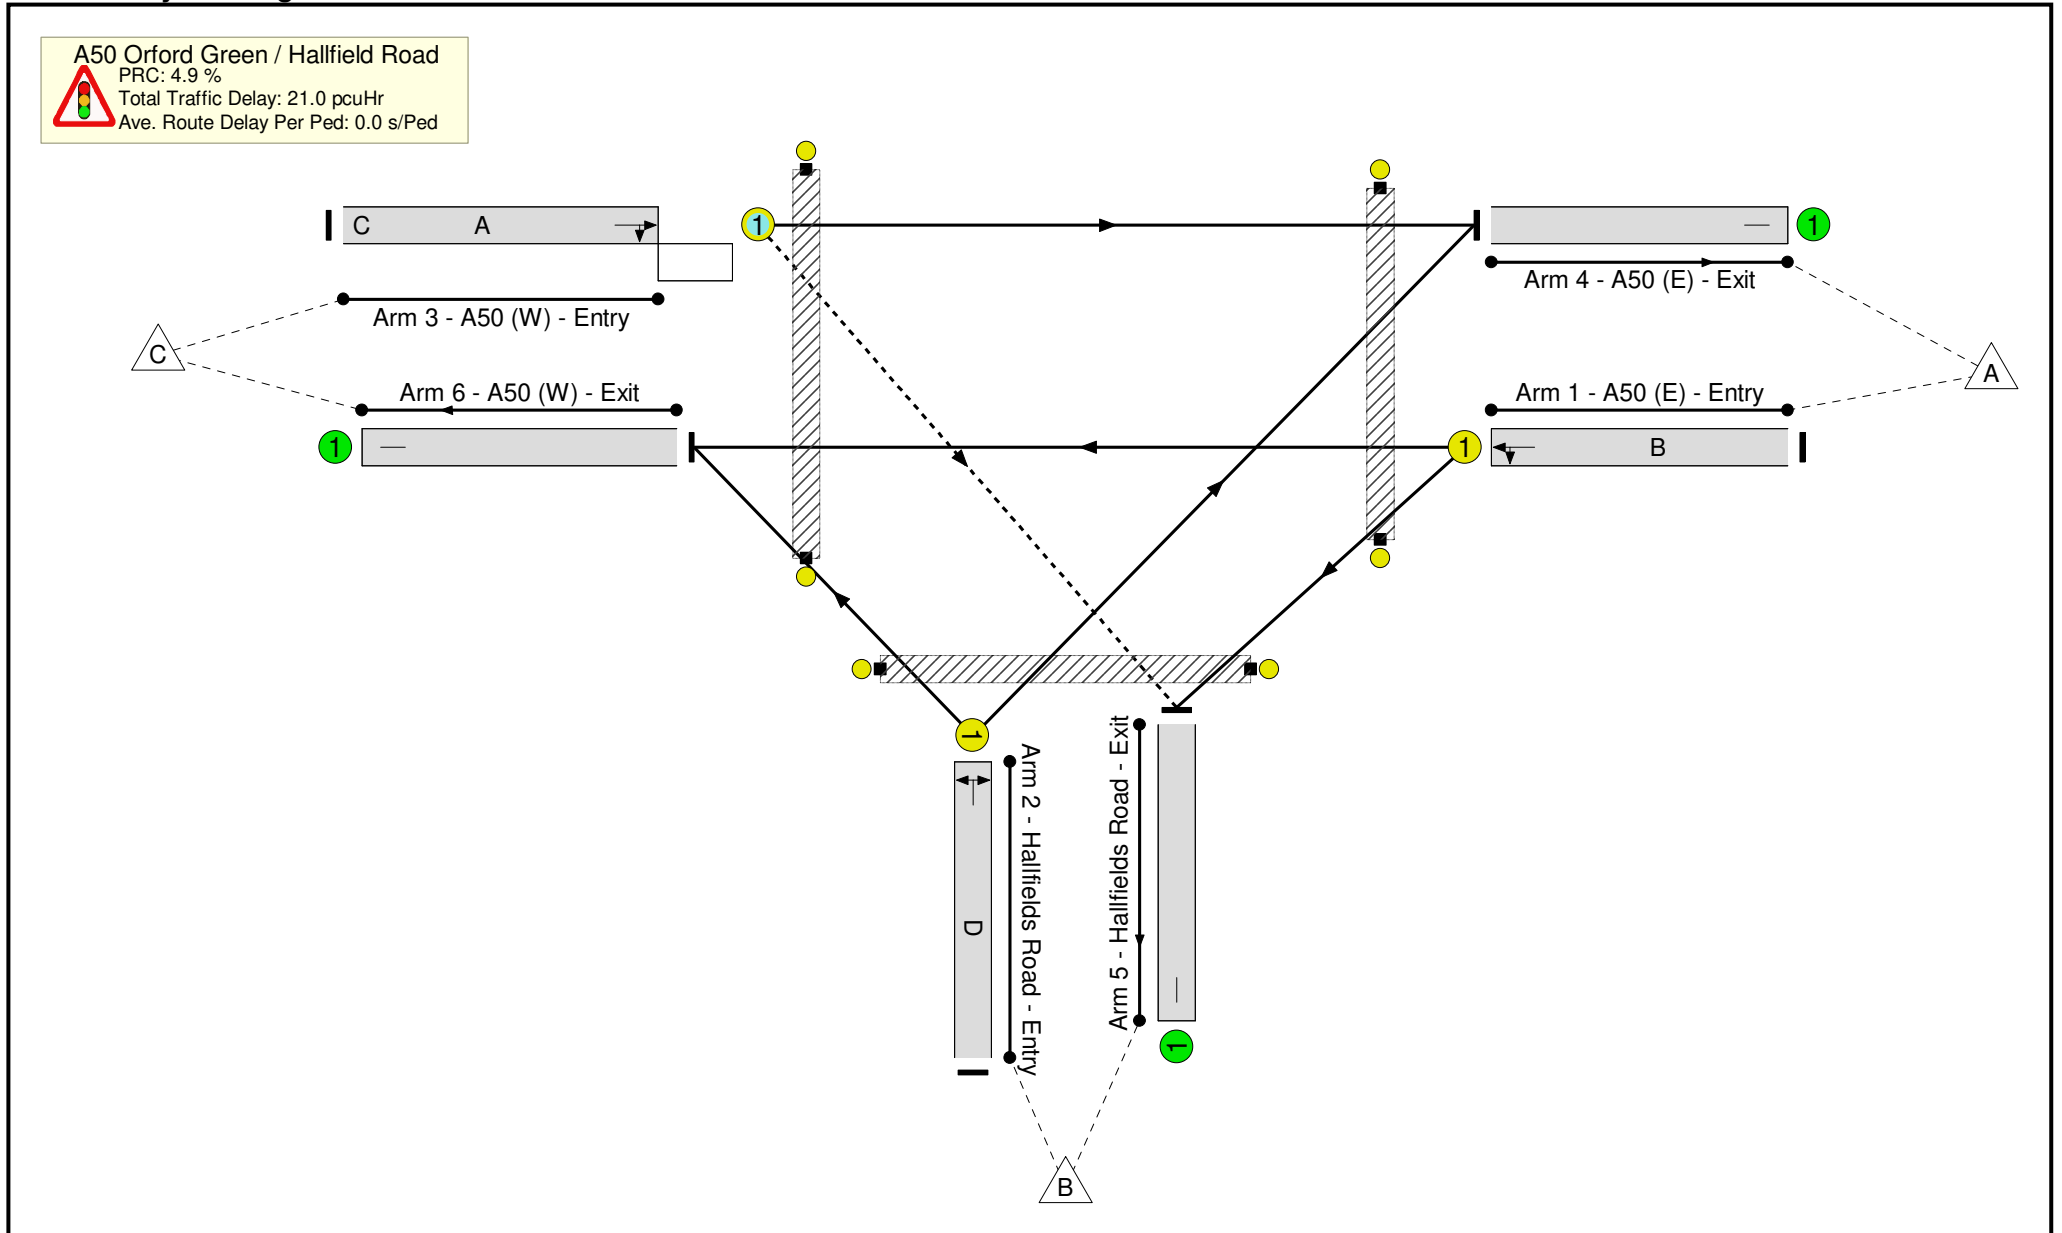 A50 Orford Green / Hallfield Road
PRC: 4.9 %
Total Traffic Delay: 21.0 pcuHr
Ave. Route Delay Per Ped: 0.0 s/Ped
C A
1
1
Arm 4 - A50 (E) - Exit
Arm 3 - A50 (W) - Entry
C
A
Arm 6 - A50 (W) - Exit
Arm 1 - A50 (E) - Entry
1
1
B
1
Arm 2 - Hallfields Road - Entry
Arm 5 - Hallfields Road - Exit
D
1
B